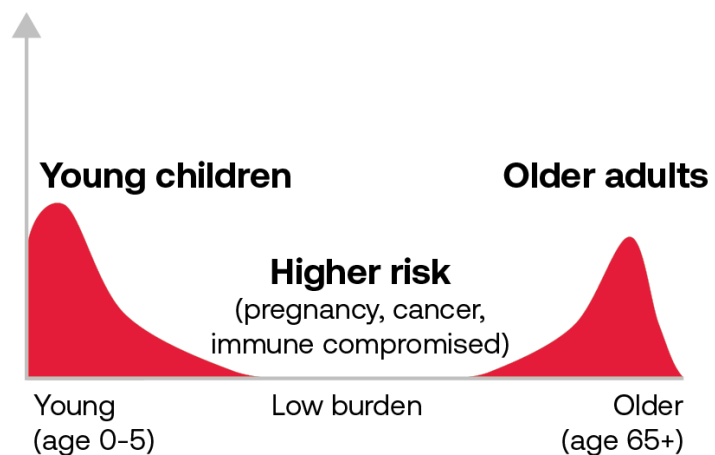 Young children
Older adults
Higher risk
(pregnancy, cancer,
immune compromised)
Young
(age 0-5)
Low burden
Older
(age 65+)